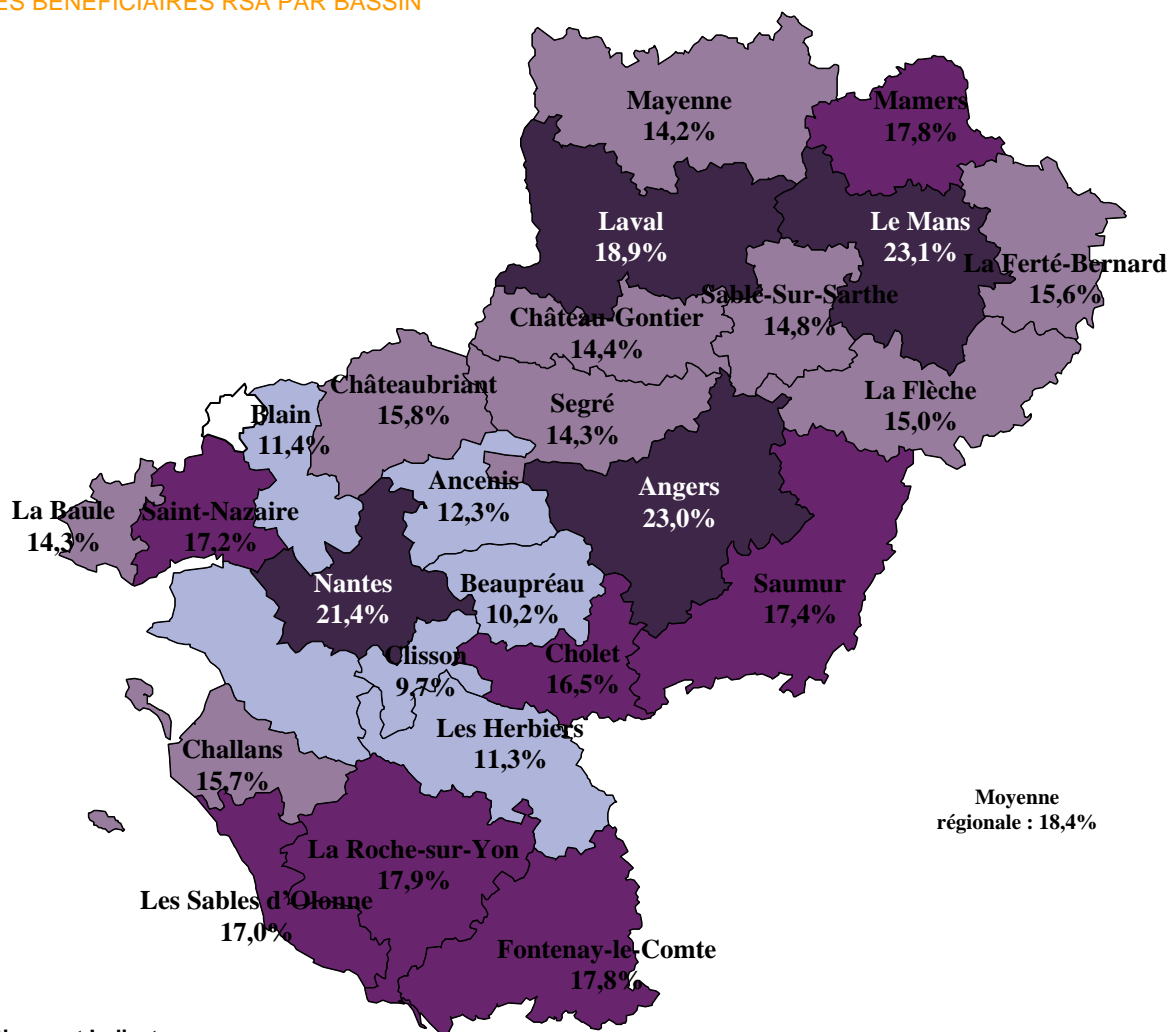 ES BÉNÉFICIAIRES RSA PAR BASSIN
Mayenne
14,2%
Mamers
17,8%
Laval
18,9%
Le Mans
23,1%
La Ferté-Bernard
15,6%
Sablé-Sur-Sarthe
14,8%
Château-Gontier
14,4%
Châteaubriant
15,8%
Segré
14,3%
La Flèche
15,0%
Blain
11,4%
Ancenis
12,3%
Angers
23,0%
La Baule
14,3%
Saint-Nazaire
17,2%
Nantes
21,4%
Beaupréau
10,2%
Saumur
17,4%
Clisson
9,7%
Cholet
16,5%
Les Herbiers
11,3%
Challans
15,7%
Moyenne
régionale : 18,4%
La Roche-sur-Yon
17,9%
Les Sables d'Olonne
17,0%
Fontenay-le-Comte
17,8%